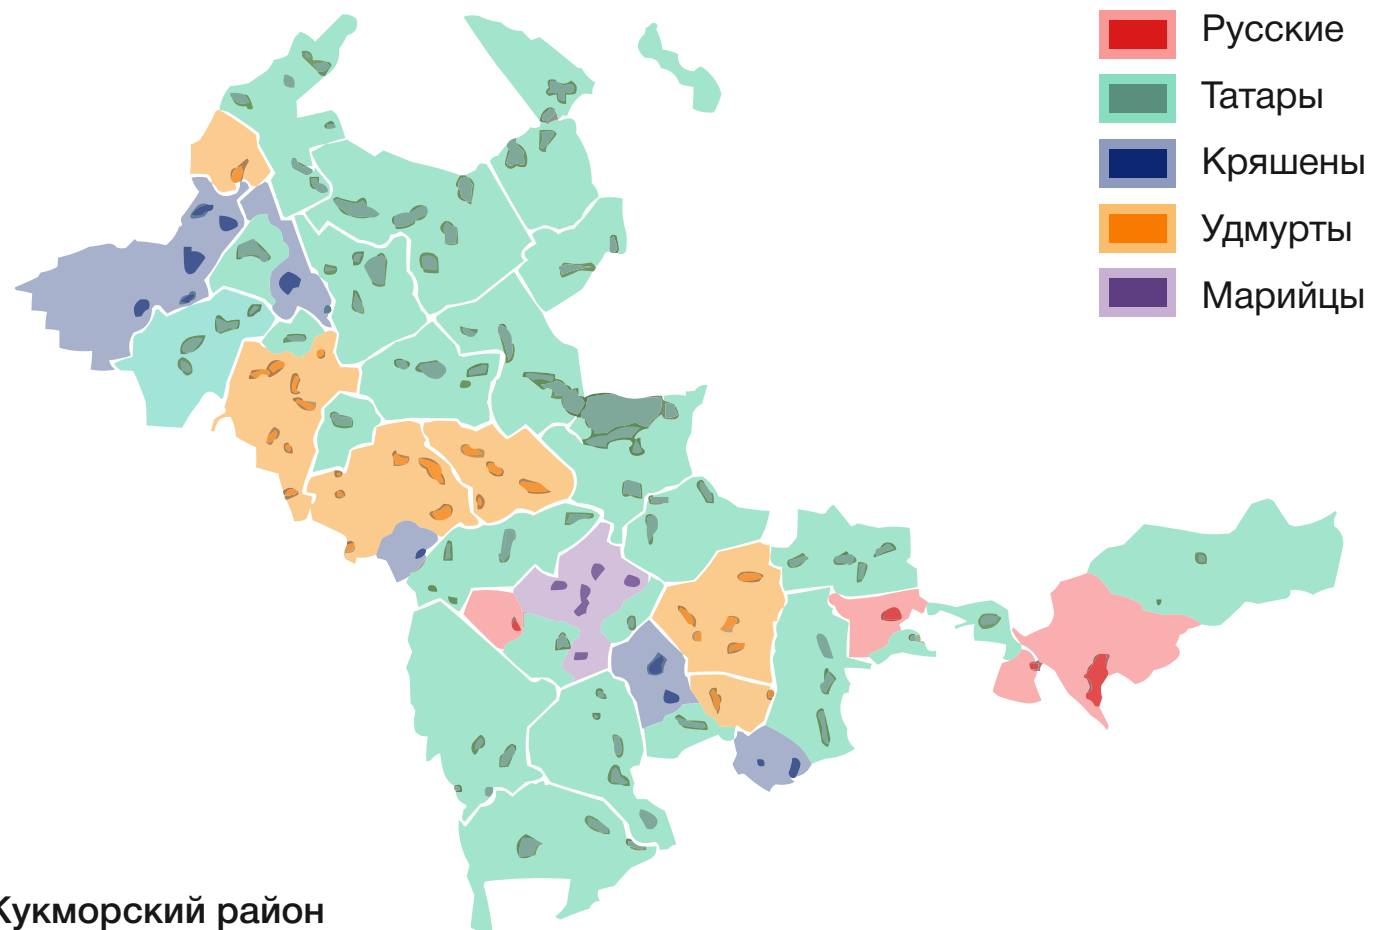 Русские
Татары
Кряшены
Удмурты
Марийцы
Кукморский район